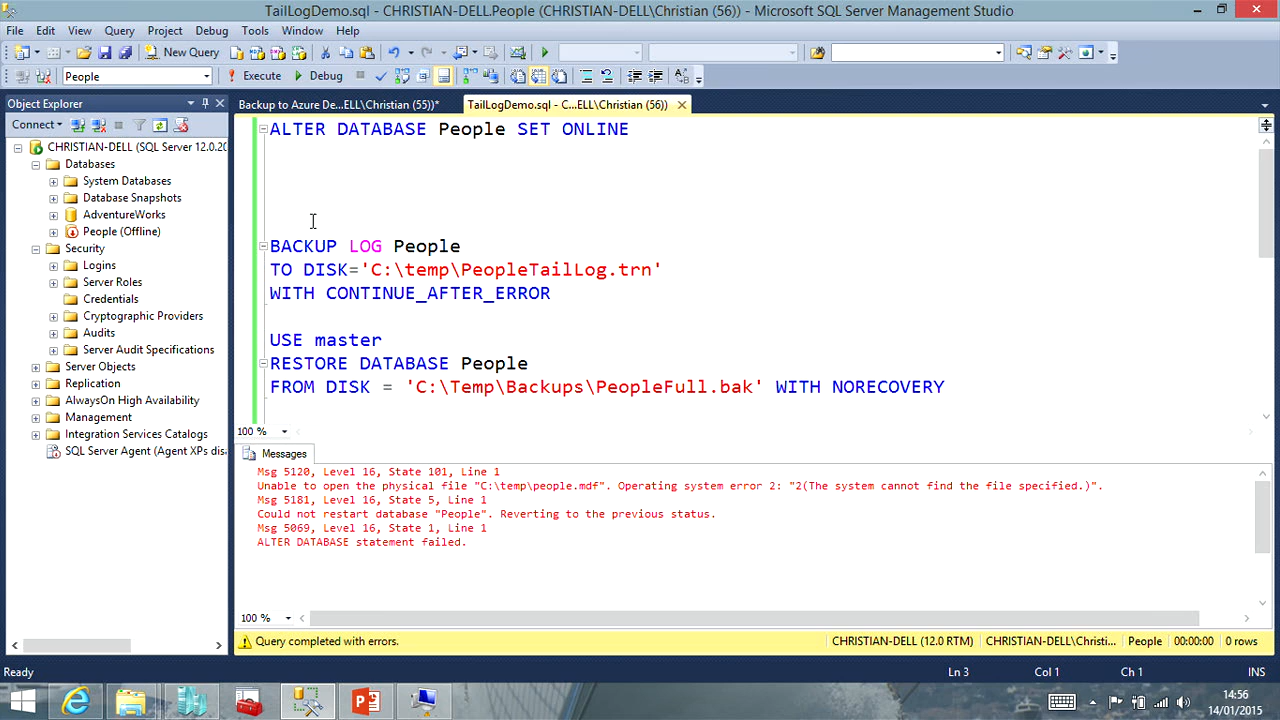 TailLogDemo.sql - CHRISTIAN-DELL.People (CHRISTIAN-DELL\Christian (56)) - Microsoft SQL Server Management Studio
File Edit View Query Project Debug Tools Window Help
New Query
People Execute Debug
Object Explorer
Backup to Azure De...ELL\Christian (55))* TailLogDemo.sql - C...ELL\Christian (56))
Connect
CHRISTIAN-DELL (SQL Server 12.0.20
Databases
System Databases
Database Snapshots
AdventureWorks
People (Offline)
Security
Logins
Server Roles
Credentials
Cryptographic Providers
Audits
Server Audit Specifications
Server Objects
Replication
AlwaysOn High Availability
Management
Integration Services Catalogs
SQL Server Agent (Agent XPs disa
ALTER DATABASE People SET ONLINE
BACKUP LOG People
TO DISK='C:\temp\PeopleTailLog.trn'
WITH CONTINUE_AFTER_ERROR
USE master
RESTORE DATABASE People
FROM DISK = 'C:\Temp\Backups\PeopleFull.bak' WITH NORECOVERY
100 %
Messages
Msg 5120, Level 16, State 101, Line 1
Unable to open the physical file "C:\temp\people.mdf". Operating system error 2: "2(The system cannot find the file specified.)".
Msg 5181, Level 16, State 5, Line 1
Could not restart database "People". Reverting to the previous status.
Msg 5069, Level 16, State 1, Line 1
ALTER DATABASE statement failed.
100 %
Query completed with errors. CHRISTIAN-DELL (12.0 RTM) CHRISTIAN-DELL\Christi... People 00:00:00 0 rows
Ready Ln 3 Col 1 Ch 1 INS
14:56
14/01/2015